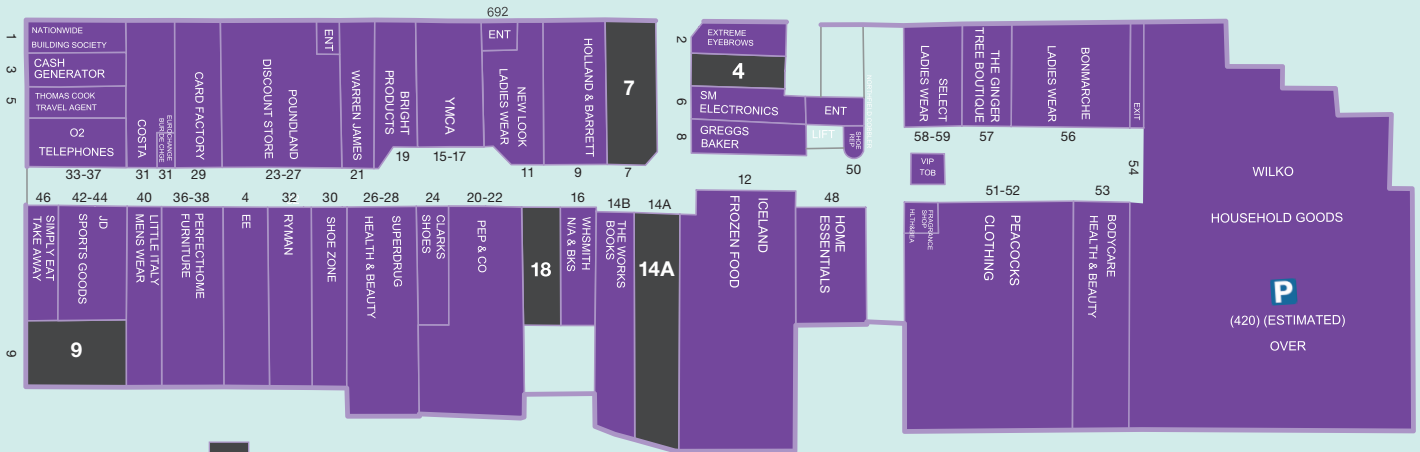 692
1
3
5
NATIONWIDE
BUILDING SOCIETY
CASH
GENERATOR
THOMAS COOK
TRAVEL AGENT
O2
TELEPHONES
33-37
COSTA
31
EUROCHANGE
BUR DE CHGE
31
CARD FACTORY
29
ENT
POUNDLAND
DISCOUNT STORE
23-27
WARREN JAMES
21
BRIGHT
PRODUCTS
19
YMCA
15-17
ENT
NEW LOOK
LADIES WEAR
11
HOLLAND & BARRETT
9
7
7
2
EXTREME
EYEBROWS
4
6
SM
ELECTRONICS
ENT
8
GREGGS
BAKER
LIFT
SHOE
REP
50
SELECT
LADIES WEAR
58-59
THE GINGER
TREE BOUTIQUE
57
BONMARCHE
LADIES WEAR
56
EXIT
54
VIP
TOB
WILKO
HOUSEHOLD GOODS
P
(420) (ESTIMATED)
OVER
46
SIMPLY EAT
TAKE AWAY
42-44
JD
SPORTS GOODS
9
9
40
LITTLE ITALY
MENS WEAR
36-38
PERFECTHOME
FURNITURE
4
EE
32
RYMAN
30
SHOE ZONE
26-28
SUPERDRUG
HEALTH & BEAUTY
24
CLARKS
SHOES
20-22
PEP & CO
18
16
WHSMITH
N/A & BKS
14B
THE WORKS
BOOKS
14A
14A
12
ICELAND
FROZEN FOOD
48
HOME
ESSENTIALS
FRAGRANCE
SHOP
51-52
PEACOCKS
CLOTHING
53
BODYCARE
HEALTH & BEAUTY